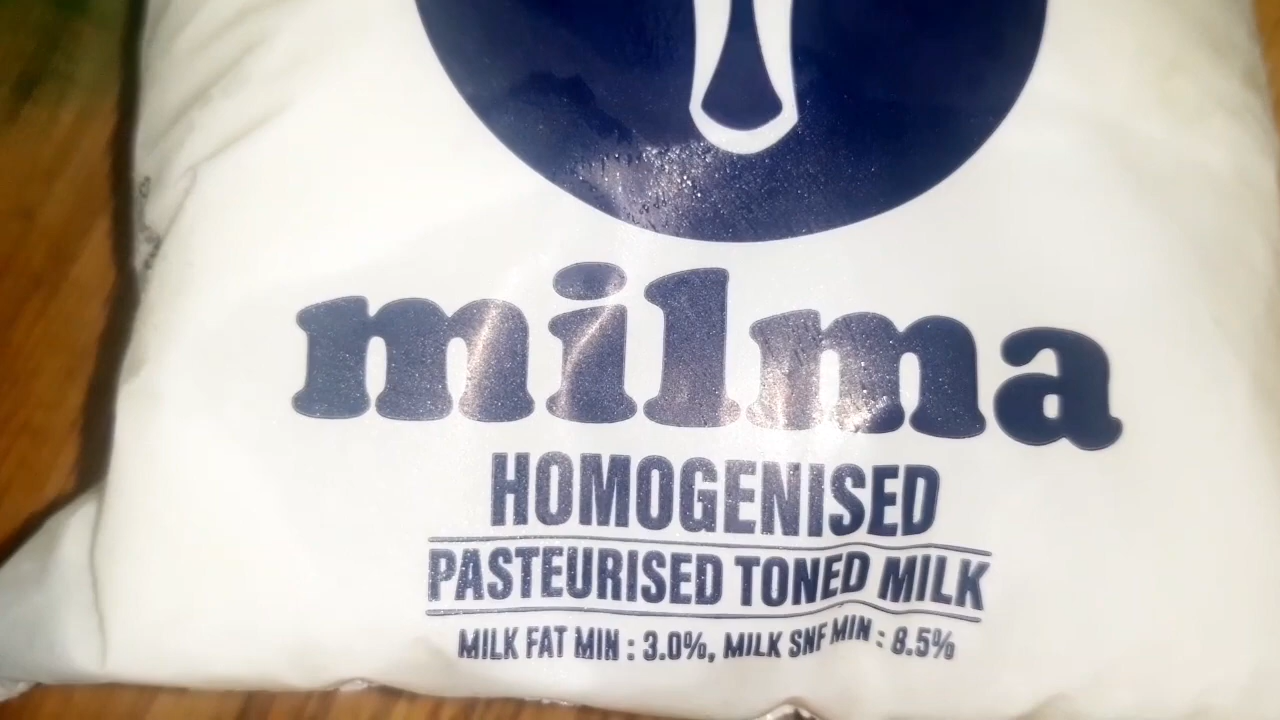 milma
HOMOGENISED
PASTEURISED TONED MILK
MILK FAT MIN : 3.0%, MILK SNF MIN : 8.5%